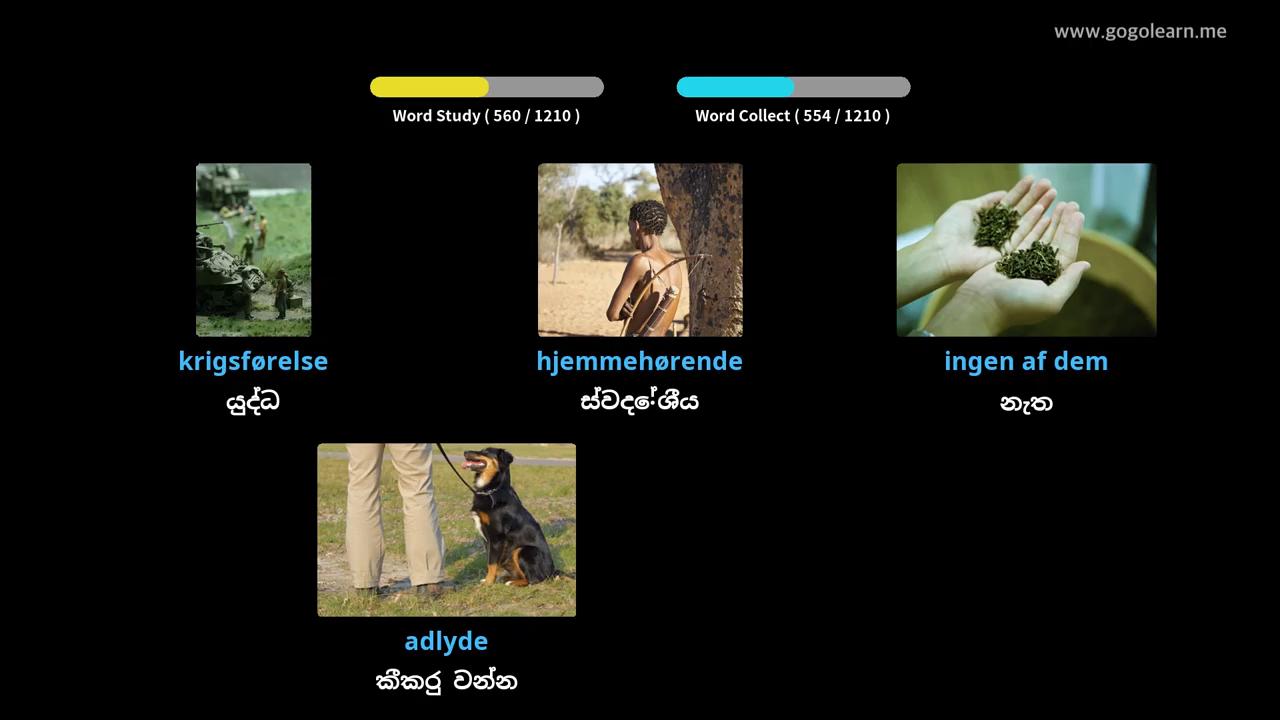 www.gogolearn.me
Word Study ( 560 / 1210 )
Word Collect ( 554 / 1210 )
krigsførelse
යුද්ධ
hjemmehørende
ස්වදේශීය
ingen af dem
නැත
adlyde
කීකරු වන්න